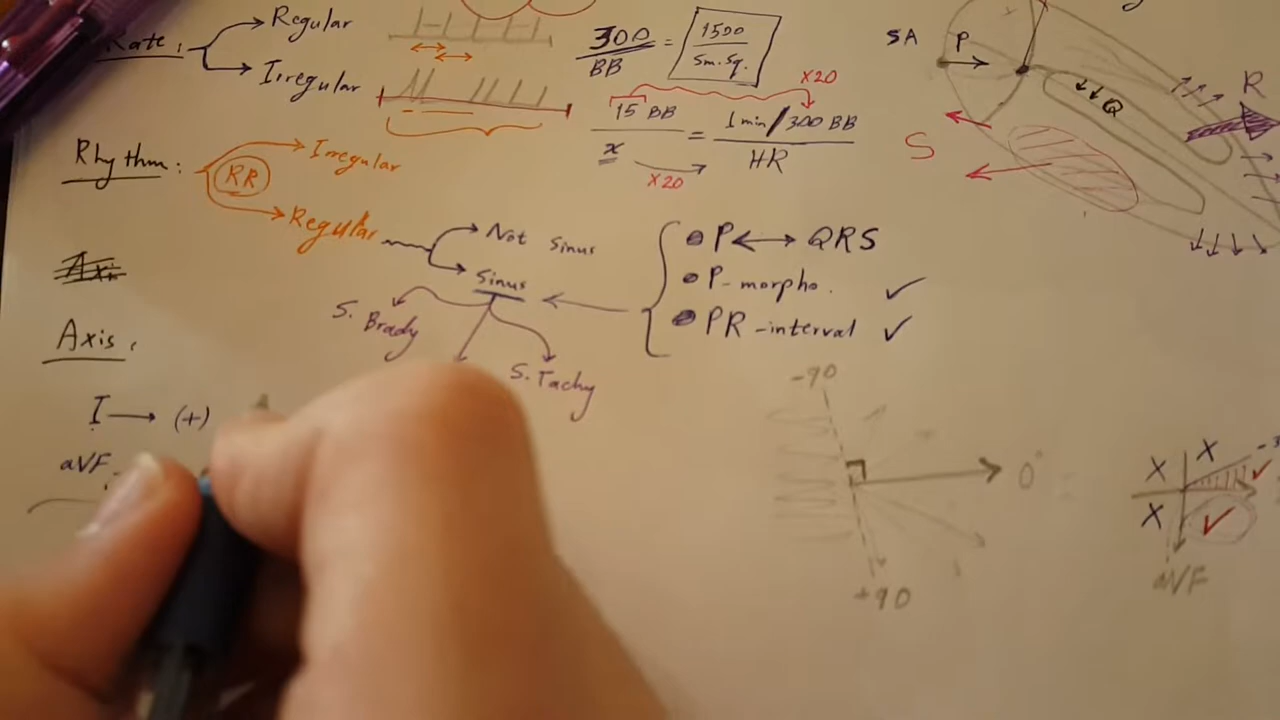 Rate:
Regular
Irregular
300 / BB = 1500 / Sm.Sq.
15 BB / x = 1 min / 300 BB / HR
X20
X20
SA
P
Q
R
S
Rhythm:
RR
Irregular
Regular
Not Sinus
Sinus
S. Brady
S. Tachy
P ↔ QRS
P-morpho. ✓
PR-interval ✓
Axi
Axis:
I → (+)
aVF
-90
0°
+90
X X
X ✓
✓
aVF